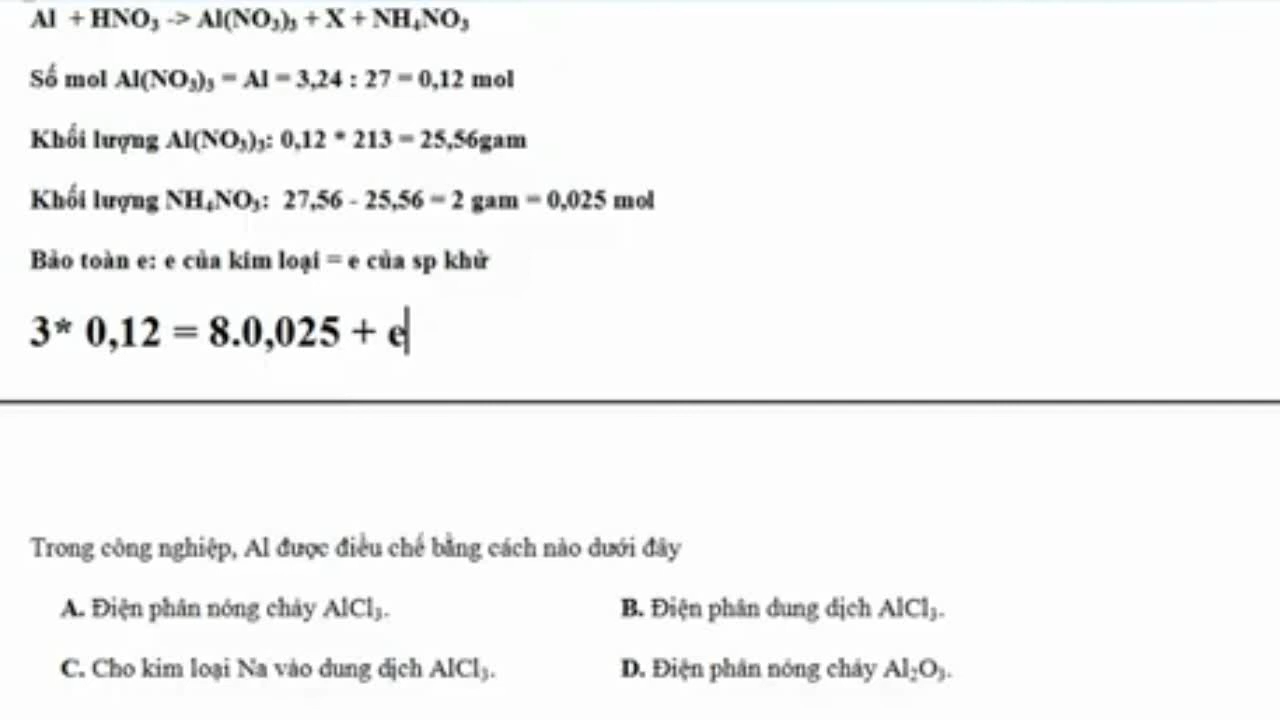 Al + HNO₃ -> Al(NO₃)₃ + X + NH₄NO₃
Số mol Al(NO₃)₃ = Al = 3,24 : 27 = 0,12 mol
Khối lượng Al(NO₃)₃: 0,12 * 213 = 25,56gam
Khối lượng NH₄NO₃: 27,56 - 25,56 = 2 gam = 0,025 mol
Bảo toàn e: e của kim loại = e của sp khử
3* 0,12 = 8.0,025 + e
Trong công nghiệp, Al được điều chế bằng cách nào dưới đây
A. Điện phân nóng chảy AlCl₃.
B. Điện phân dung dịch AlCl₃.
C. Cho kim loại Na vào dung dịch AlCl₃.
D. Điện phân nóng chảy Al₂O₃.